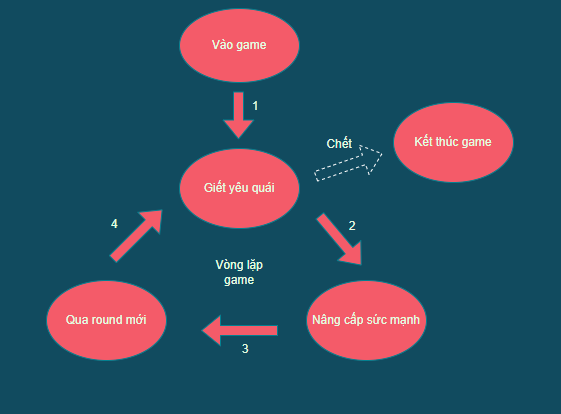 Vào game
1
Chết
Kết thúc game
Giết yêu quái
4
2
Vòng lặp
game
Qua round mới
Nâng cấp sức mạnh
3